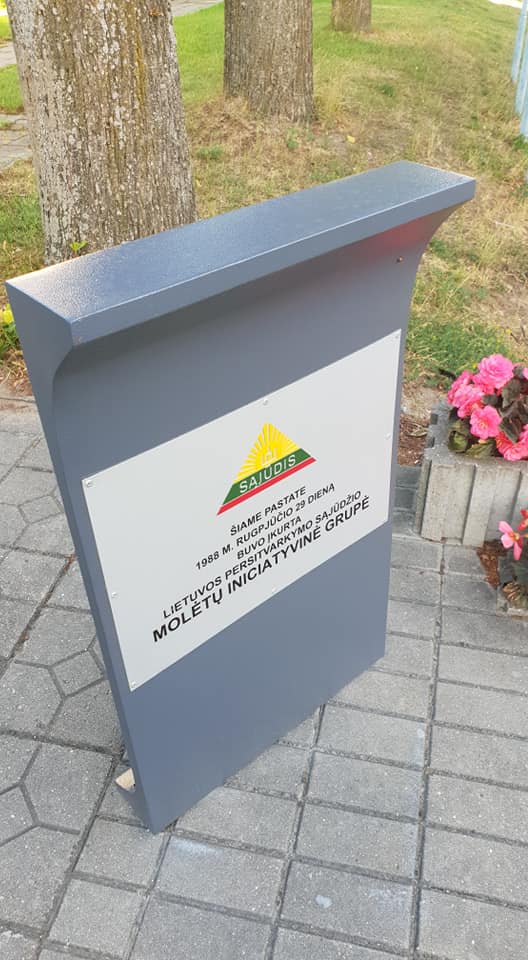 SĄJŪDIS
ŠIAME PASTATE
1988 M. RUGPJŪČIO 29 DIENĄ
BUVO ĮKURTA
LIETUVOS PERSITVARKYMO SĄJŪDŽIO
MOLĖTŲ INICIATYVINĖ GRUPĖ